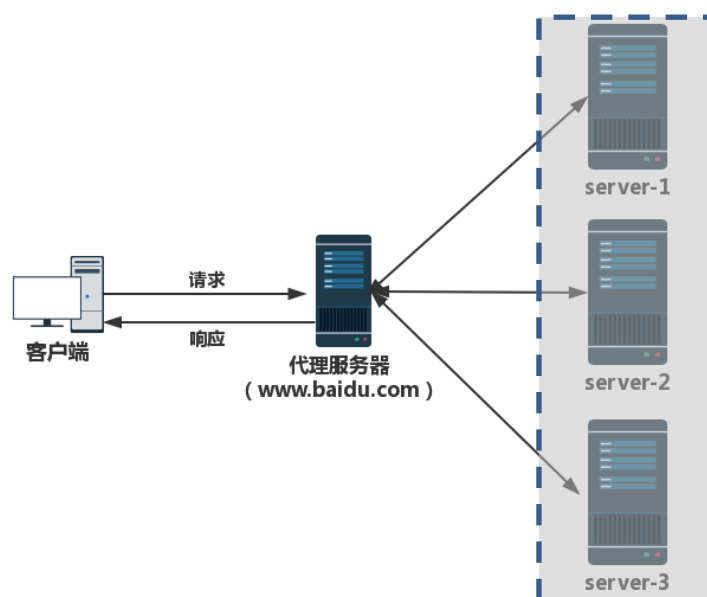 server-1
请求
响应
客户端
代理服务器
（www.baidu.com）
server-2
server-3